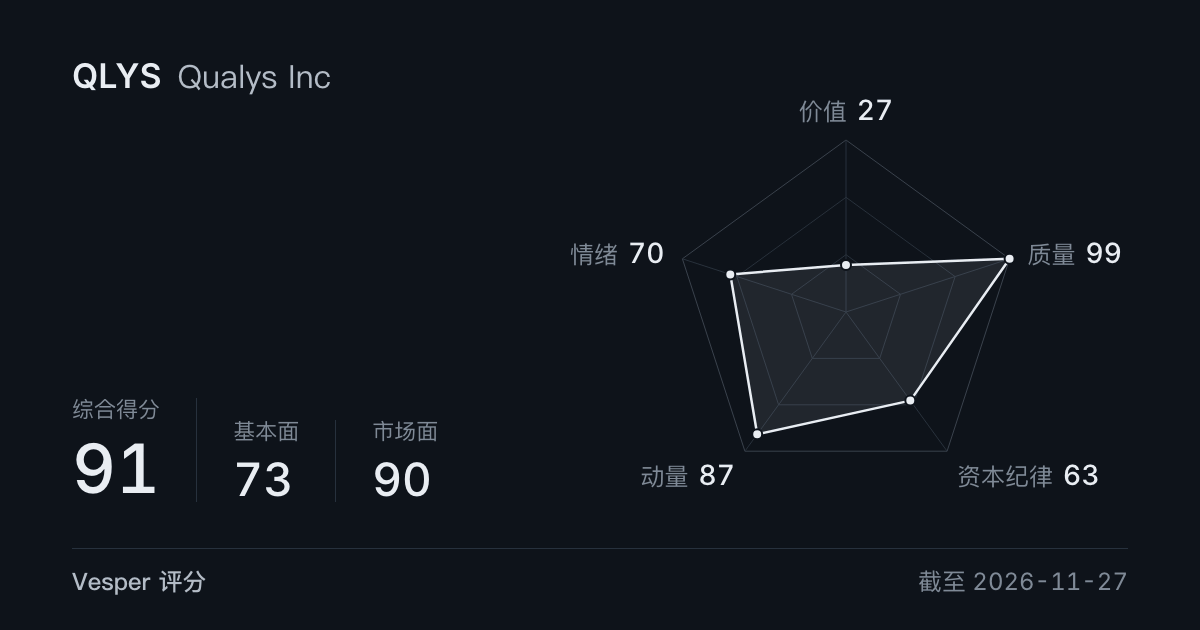 QLYS Qualys Inc
价值 27
情绪 70
质量 99
动量 87
资本纪律 63
综合得分
91
基本面
73
市场面
90
Vesper 评分
截至 2026-11-27